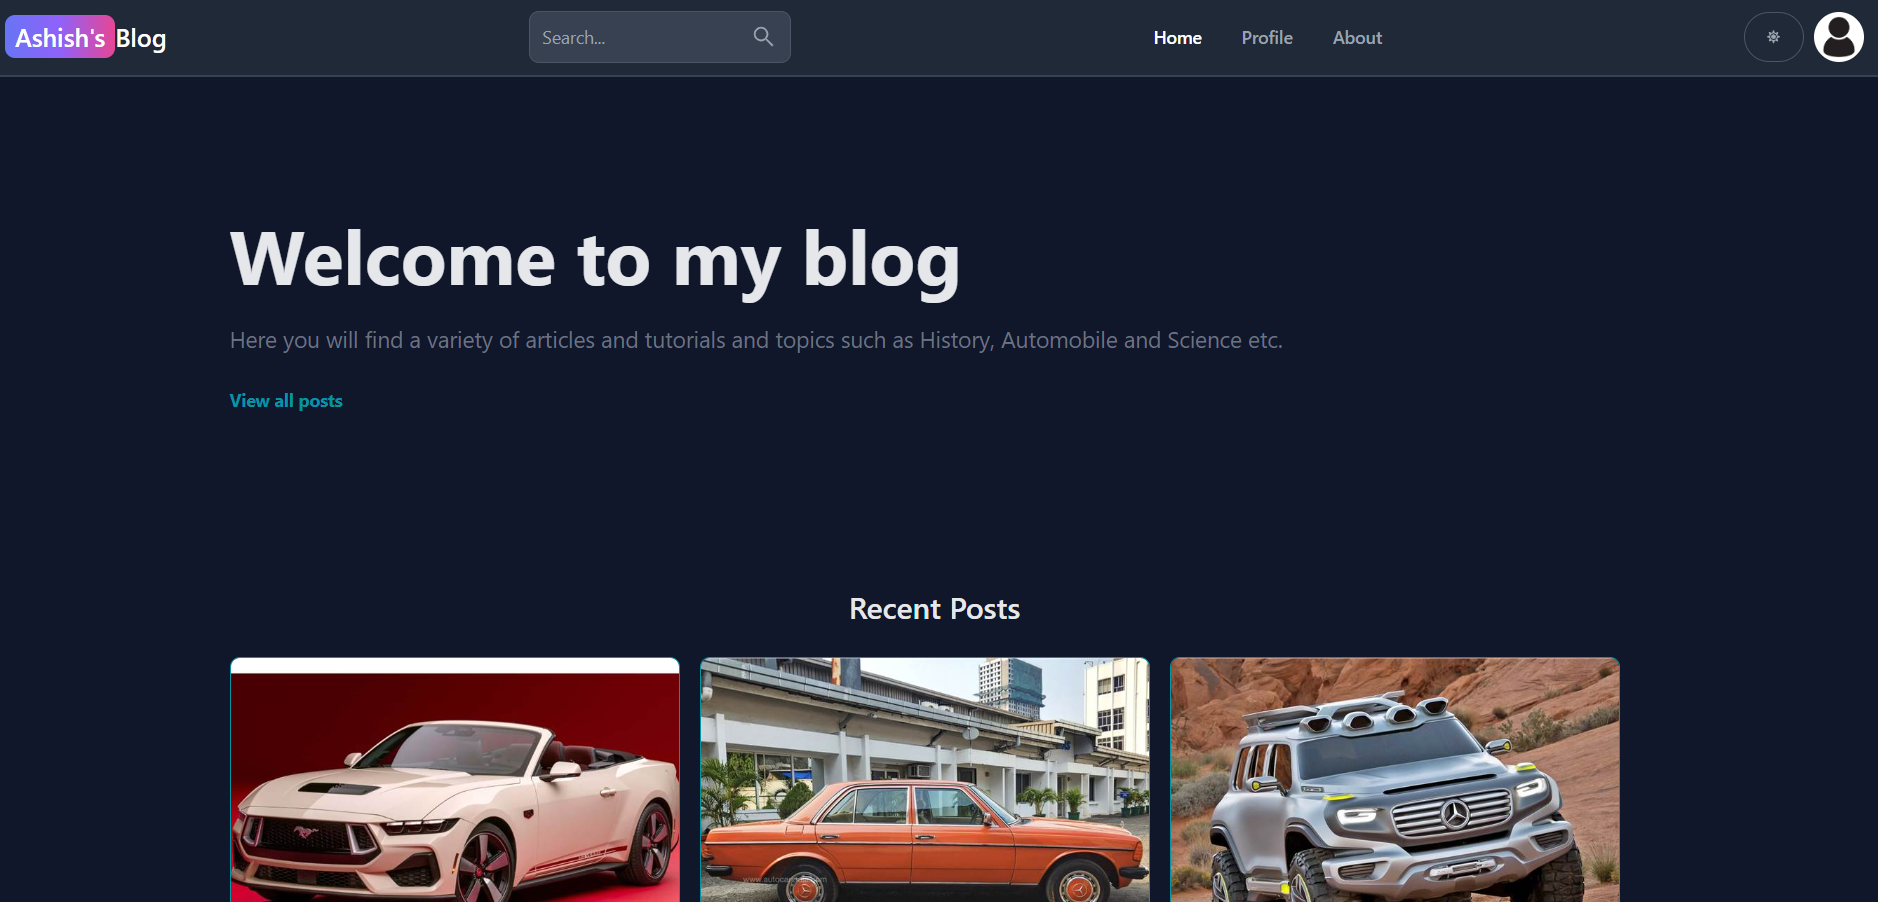 Ashish's Blog
Search...
Home
Profile
About
Welcome to my blog
Here you will find a variety of articles and tutorials and topics such as History, Automobile and Science etc.
View all posts
Recent Posts